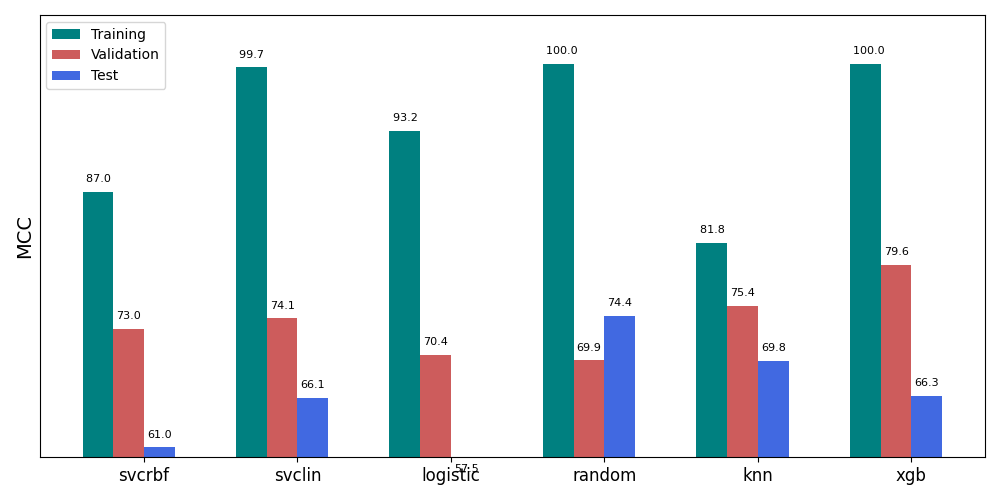 Training
Validation
Test
MCC
87.0
73.0
61.0
99.7
74.1
66.1
93.2
70.4
57.5
100.0
69.9
74.4
81.8
75.4
69.8
100.0
79.6
66.3
svcrbf
svclin
logistic
random
knn
xgb